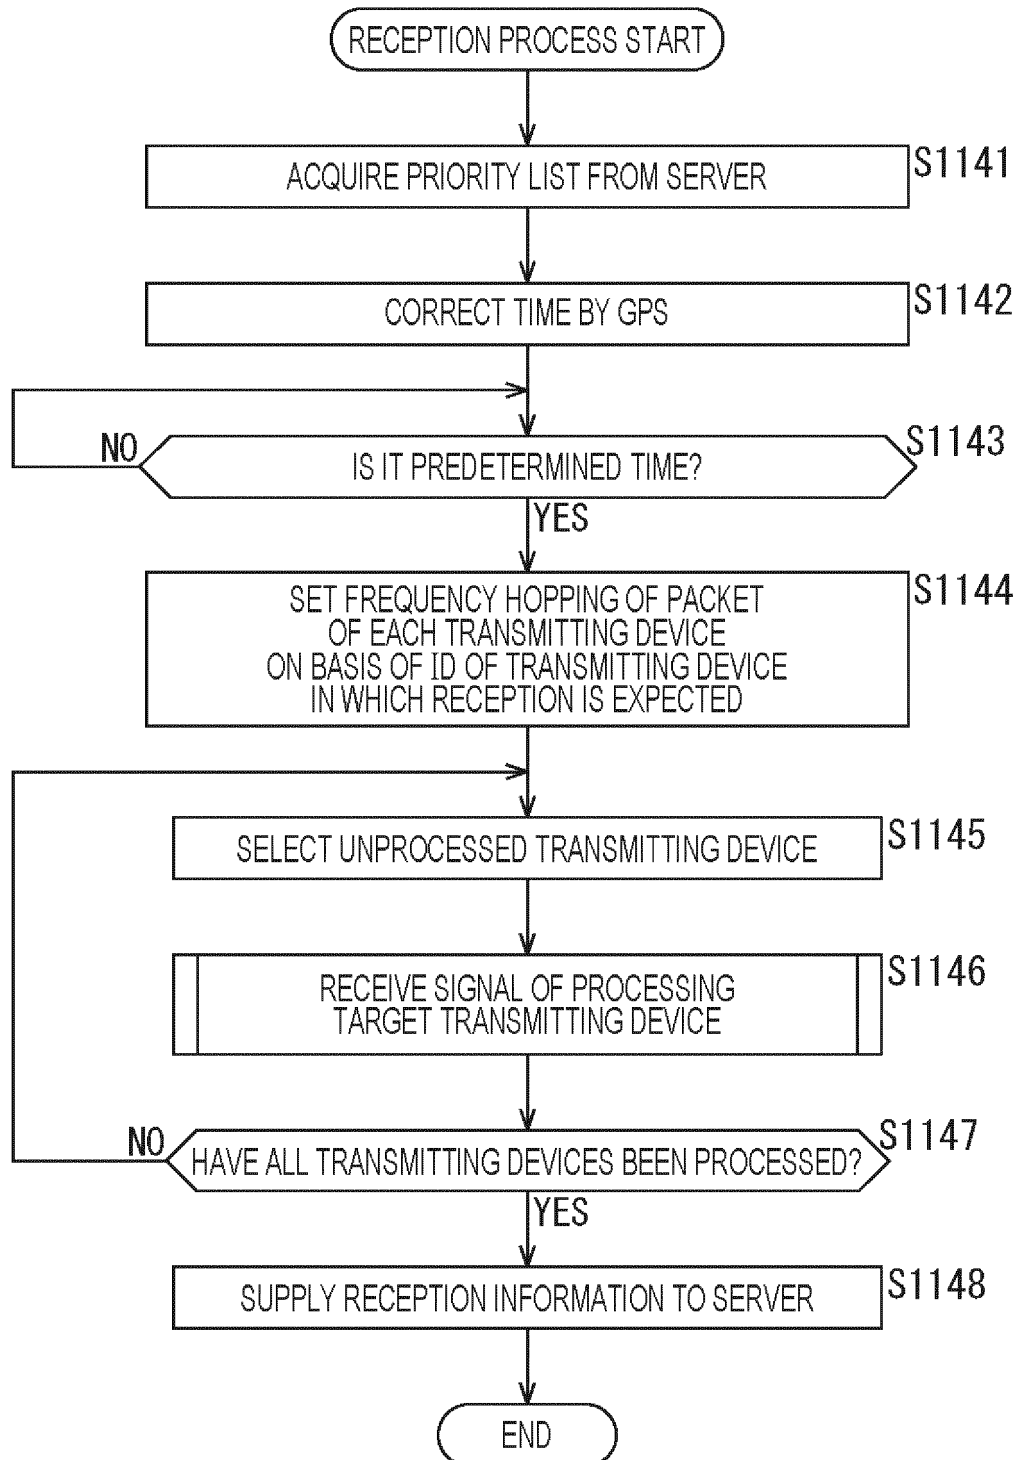 RECEPTION PROCESS START
ACQUIRE PRIORITY LIST FROM SERVER
S1141
CORRECT TIME BY GPS
S1142
NO
IS IT PREDETERMINED TIME?
S1143
YES
SET FREQUENCY HOPPING OF PACKET
OF EACH TRANSMITTING DEVICE
ON BASIS OF ID OF TRANSMITTING DEVICE
IN WHICH RECEPTION IS EXPECTED
S1144
SELECT UNPROCESSED TRANSMITTING DEVICE
S1145
RECEIVE SIGNAL OF PROCESSING
TARGET TRANSMITTING DEVICE
S1146
NO
HAVE ALL TRANSMITTING DEVICES BEEN PROCESSED?
S1147
YES
SUPPLY RECEPTION INFORMATION TO SERVER
S1148
END